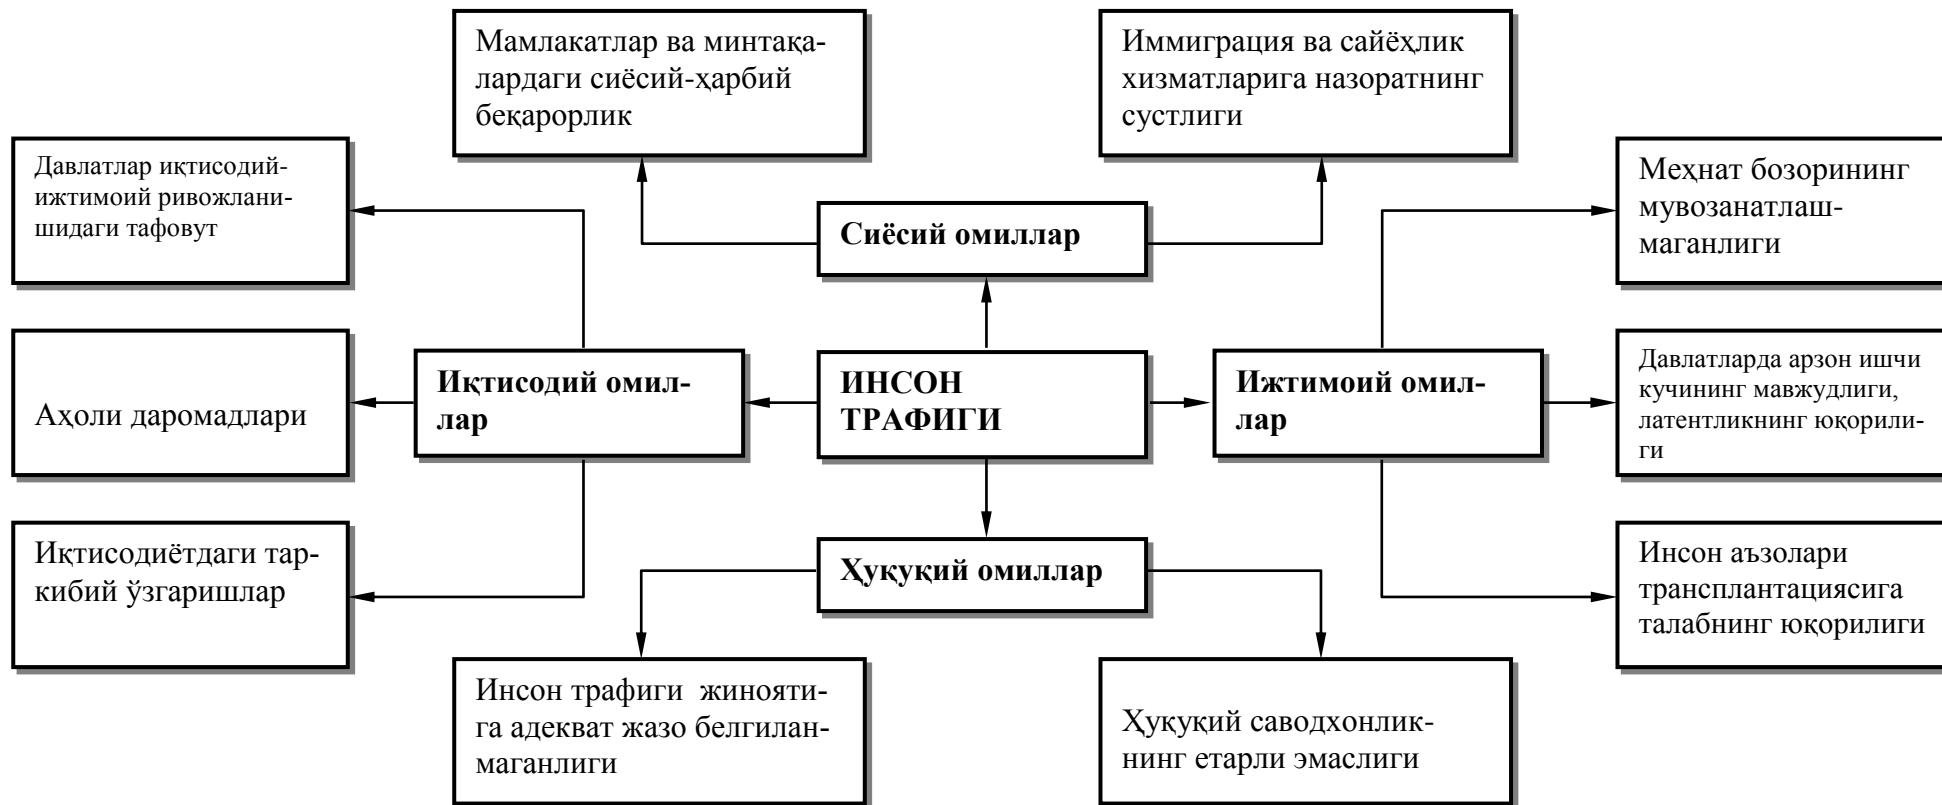 Мамлакатлар ва минтақа-
лардаги сиёсий-ҳарбий
беқарорлик
Иммиграция ва сайёҳлик
хизматларига назоратнинг
сустлиги
Давлатлар иқтисодий-
ижтимоий ривожлани-
шидаги тафовут
Сиёсий омиллар
Меҳнат бозорининг
мувозанатлаш-
маганлиги
Аҳоли даромадлари
Иқтисодий омил-
лар
ИНСОН
ТРАФИГИ
Ижтимоий омил-
лар
Давлатларда арзон ишчи
кучининг мавжудлиги,
латентликнинг юқорили-
ги
Иқтисодиётдаги тар-
кибий ўзгаришлар
Ҳуқуқий омиллар
Инсон аъзолари
трансплантациясига
талабнинг юқорилиги
Инсон трафиги жинояти-
га адекват жазо белгилан-
маганлиги
Ҳуқуқий саводхонлик-
нинг етарли эмаслиги